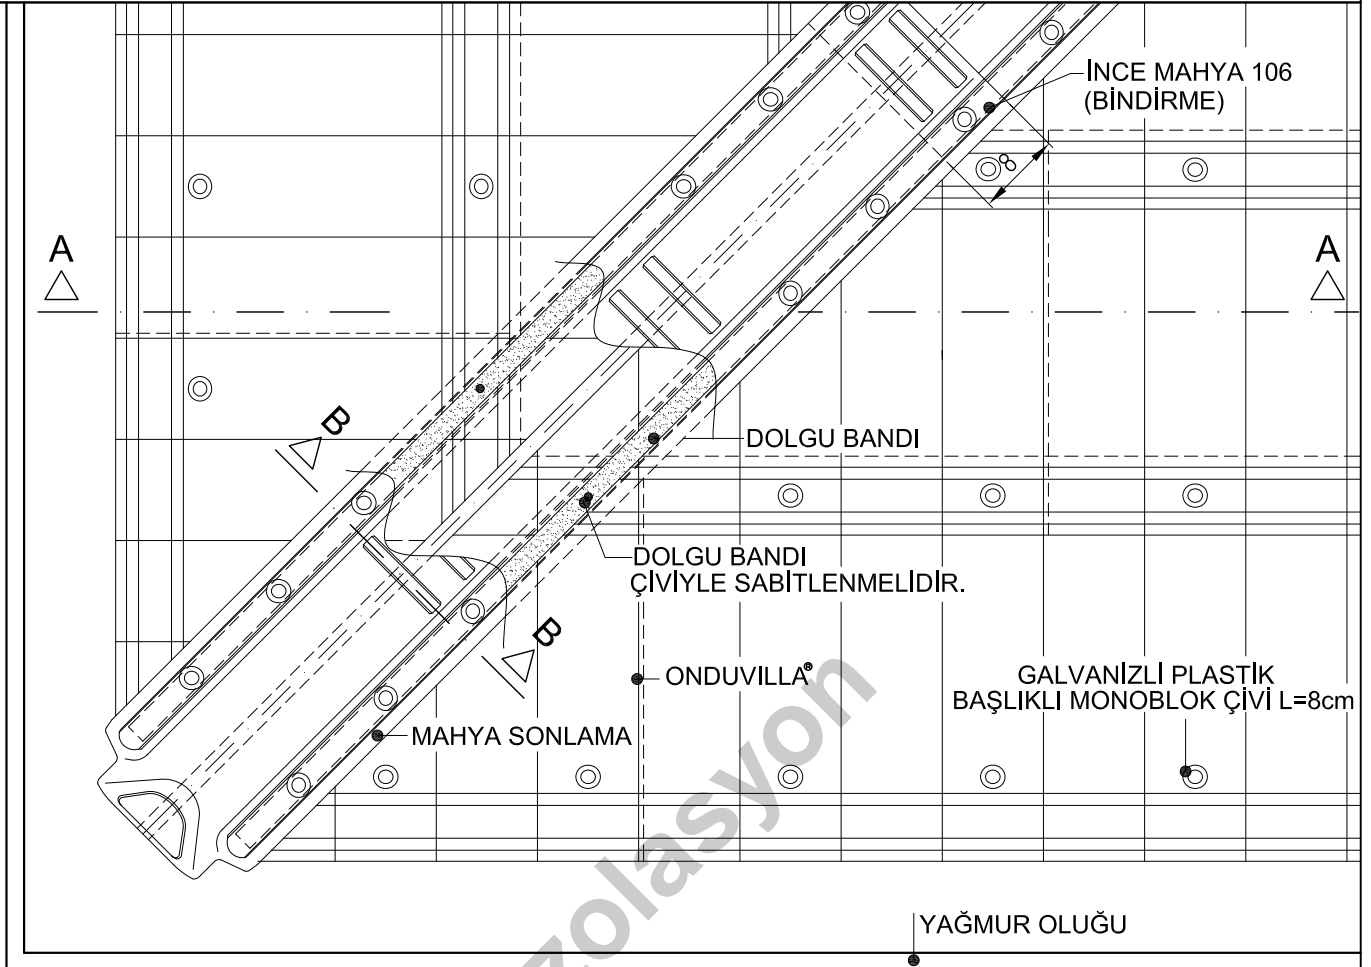 İNCE MAHYA 106
(BİNDİRME)
8
A
A
B
DOLGU BANDI
DOLGU BANDI
ÇİVİYLE SABİTLENMELİDİR.
B
ONDUVILLA®
GALVANİZLİ PLASTİK
BAŞLIKLI MONOBLOK ÇİVİ L=8cm
MAHYA SONLAMA
YAĞMUR OLUĞU
zolasyon